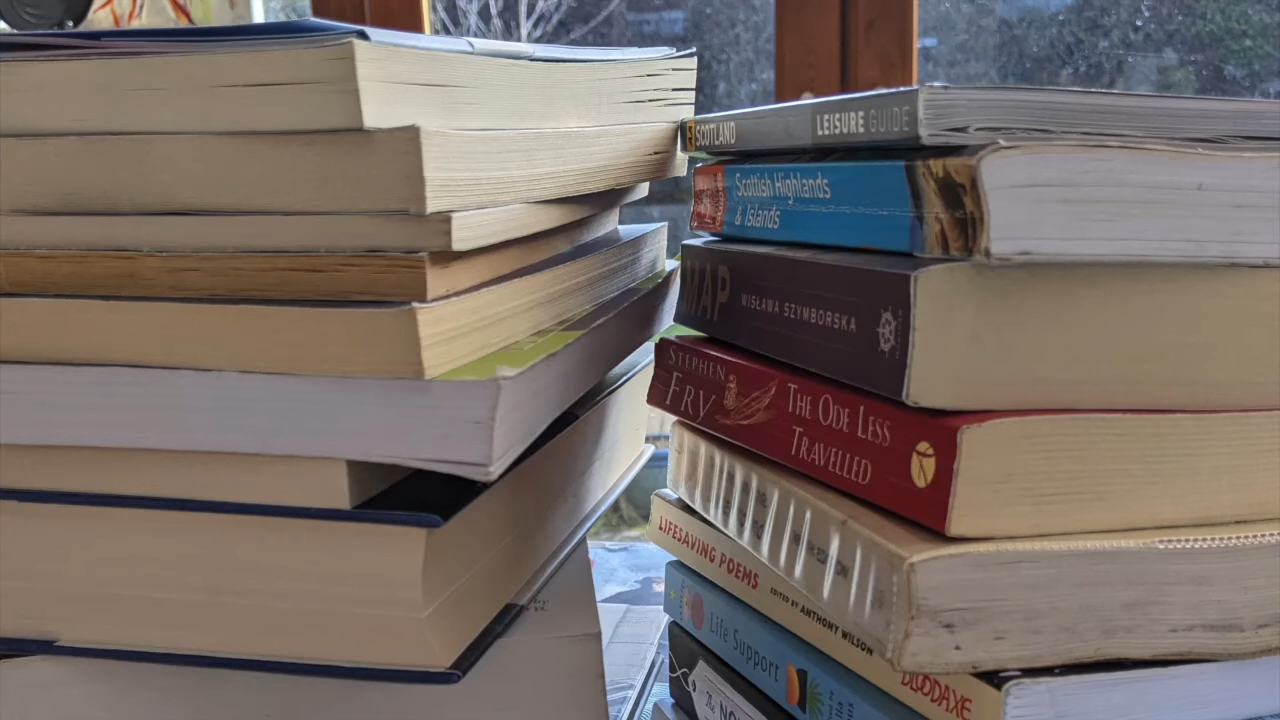 SCOTLAND LEISURE GUIDE
Scottish Highlands
& Islands
MAP WISŁAWA SZYMBORSKA
STEPHEN
FRY
THE ODE LESS
TRAVELLED
LIFESAVING POEMS EDITED BY ANTHONY WILSON BLOODAXE
Life Support
The